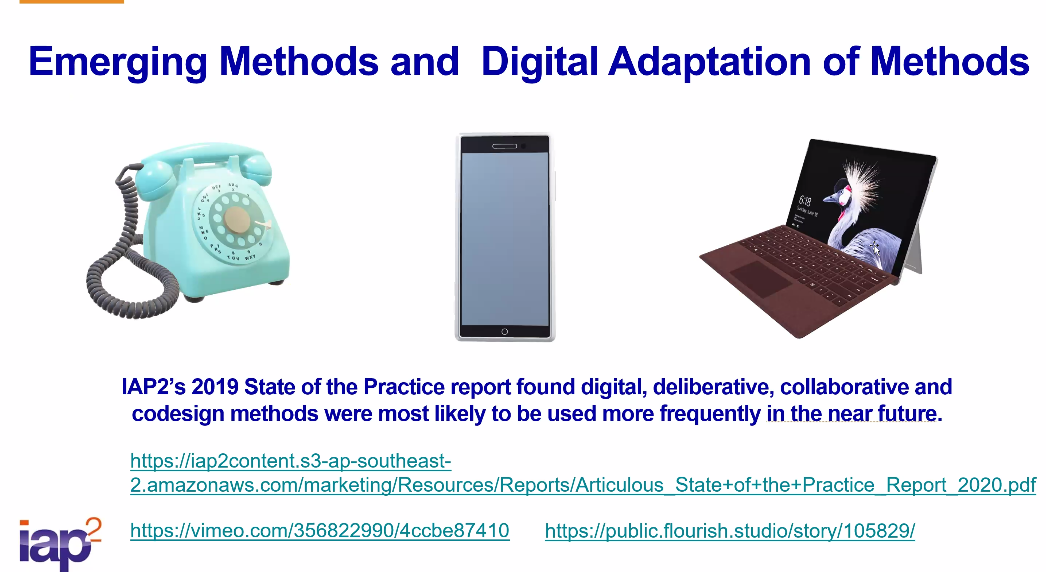 Emerging Methods and  Digital Adaptation of Methods
6:18
IAP2’s 2019 State of the Practice report found digital, deliberative, collaborative and
codesign methods were most likely to be used more frequently in the near future.
https://iap2content.s3-ap-southeast-
2.amazonaws.com/marketing/Resources/Reports/Articulous_State+of+the+Practice_Report_2020.pdf
https://vimeo.com/356822990/4ccbe87410 https://public.flourish.studio/story/105829/
iap2